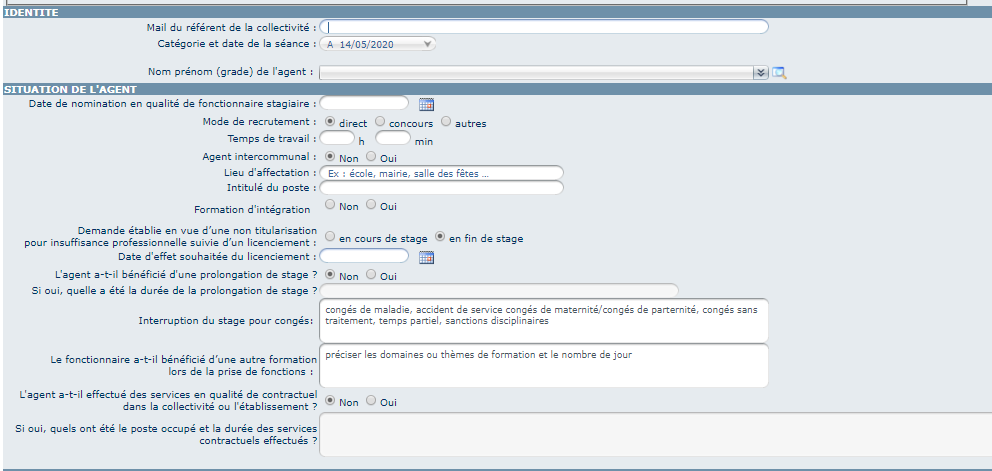 IDENTITE
Mail du référent de la collectivité :
Catégorie et date de la séance : A 14/05/2020
Nom prénom (grade) de l'agent :
SITUATION DE L'AGENT
Date de nomination en qualité de fonctionnaire stagiaire :
Mode de recrutement : direct concours autres
Temps de travail : h min
Agent intercommunal : Non Oui
Lieu d'affectation : Ex : école, mairie, salle des fêtes ...
Intitulé du poste :
Formation d'intégration Non Oui
Demande établie en vue d'une non titularisation
pour insuffisance professionnelle suivie d'un licenciement : en cours de stage en fin de stage
Date d'effet souhaitée du licenciement :
L'agent a-t-il bénéficié d'une prolongation de stage ? Non Oui
Si oui, quelle a été la durée de la prolongation de stage ?
Interruption du stage pour congés: congés de maladie, accident de service congés de maternité/congés de parternité, congés sans
traitement, temps partiel, sanctions disciplinaires
Le fonctionnaire a-t-il bénéficié d'une autre formation
lors de la prise de fonctions : préciser les domaines ou thèmes de formation et le nombre de jour
L'agent a-t-il effectué des services en qualité de contractuel
dans la collectivité ou l'établissement ? Non Oui
Si oui, quels ont été le poste occupé et la durée des services
contractuels effectués ?